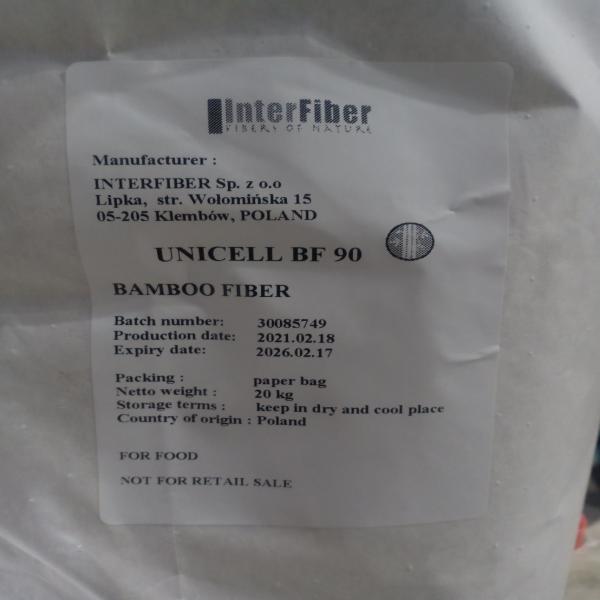 InterFiber
FIBERS OF NATURE
Manufacturer :
INTERFIBER Sp. z o.o
Lipka, str. Wołomińska 15
05-205 Klembów, POLAND
UNICELL BF 90
BAMBOO FIBER
Batch number: 30085749
Production date: 2021.02.18
Expiry date: 2026.02.17
Packing : paper bag
Netto weight : 20 kg
Storage terms : keep in dry and cool place
Country of origin : Poland
FOR FOOD
NOT FOR RETAIL SALE